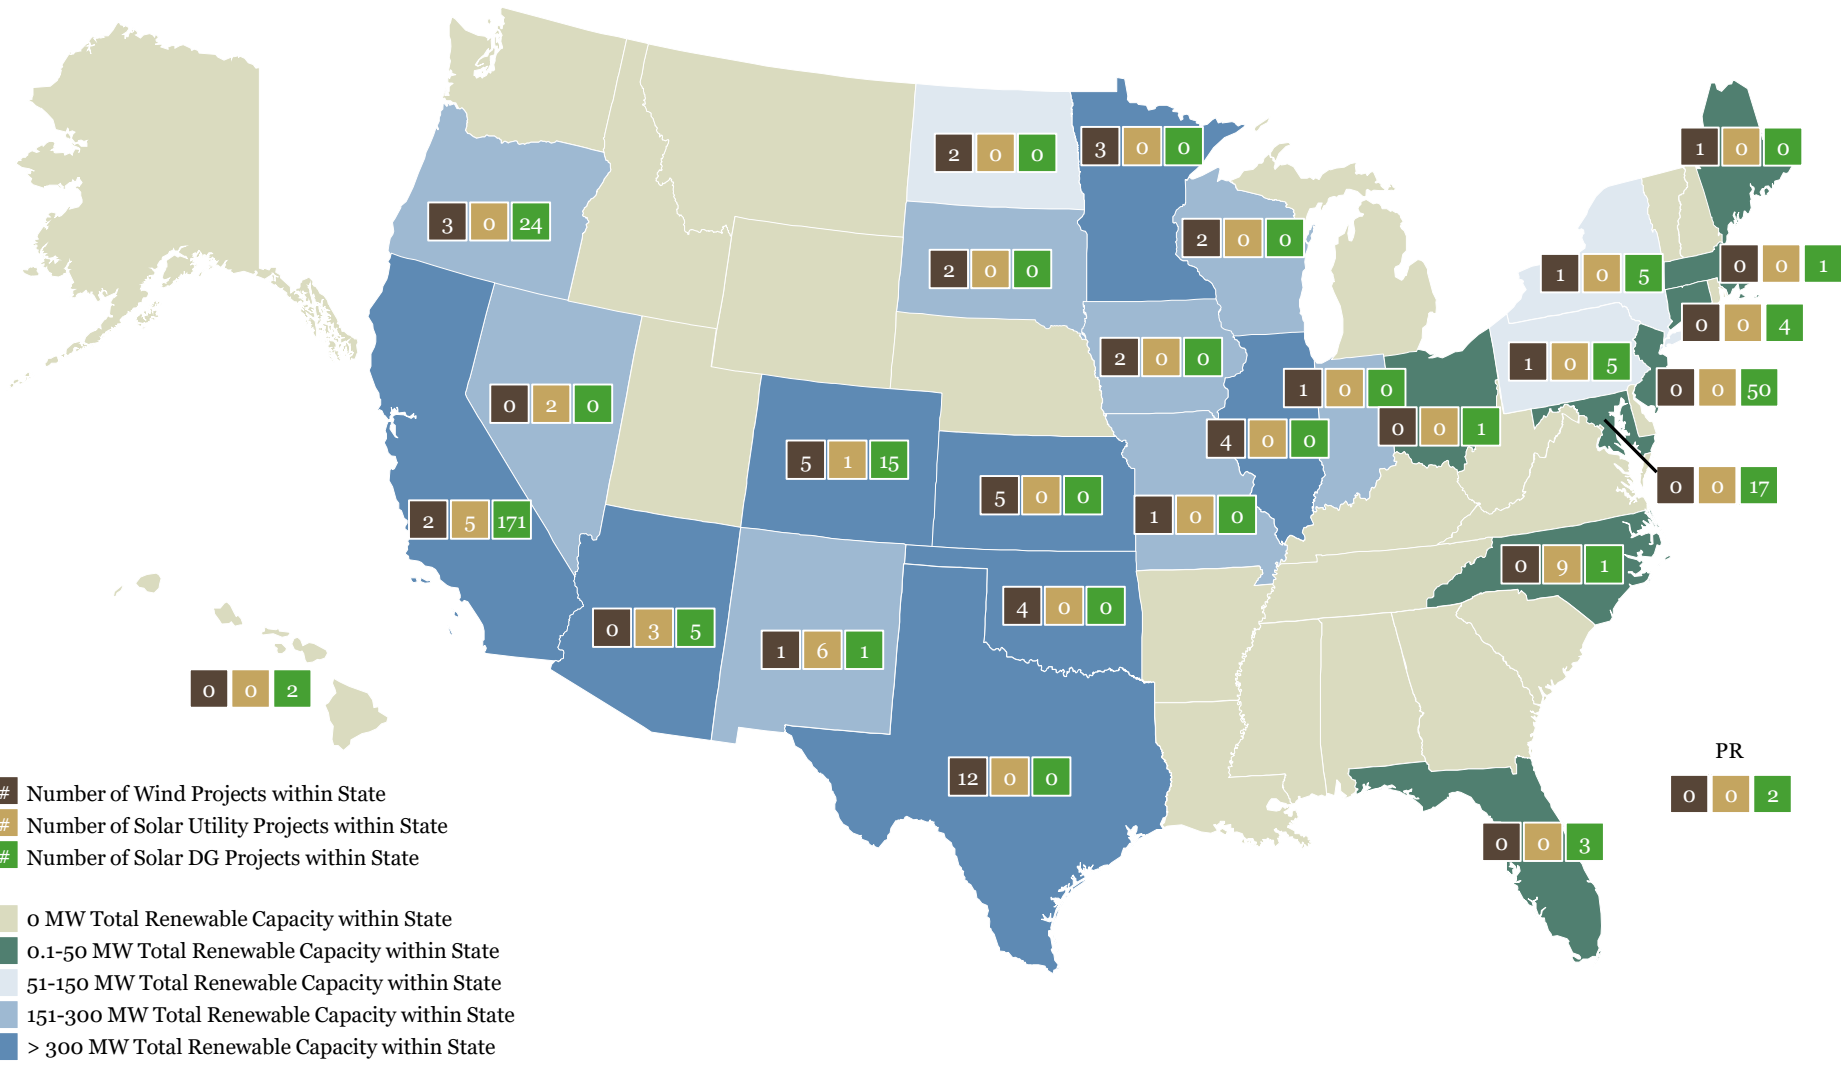 2 0 0
3 0 0
1 0 0
3 0 24
2 0 0
2 0 0
0 0 1
1 0 5
0 0 4
2 0 0
1 0 5
0 2 0
1 0 0
0 0 50
5 1 15
4 0 0
0 0 1
5 0 0
0 0 17
2 5 171
1 0 0
0 9 1
4 0 0
0 3 5
1 6 1
0 0 2
12 0 0
PR
0 0 2
0 0 3
# Number of Wind Projects within State
# Number of Solar Utility Projects within State
# Number of Solar DG Projects within State
0 MW Total Renewable Capacity within State
0.1-50 MW Total Renewable Capacity within State
51-150 MW Total Renewable Capacity within State
151-300 MW Total Renewable Capacity within State
> 300 MW Total Renewable Capacity within State